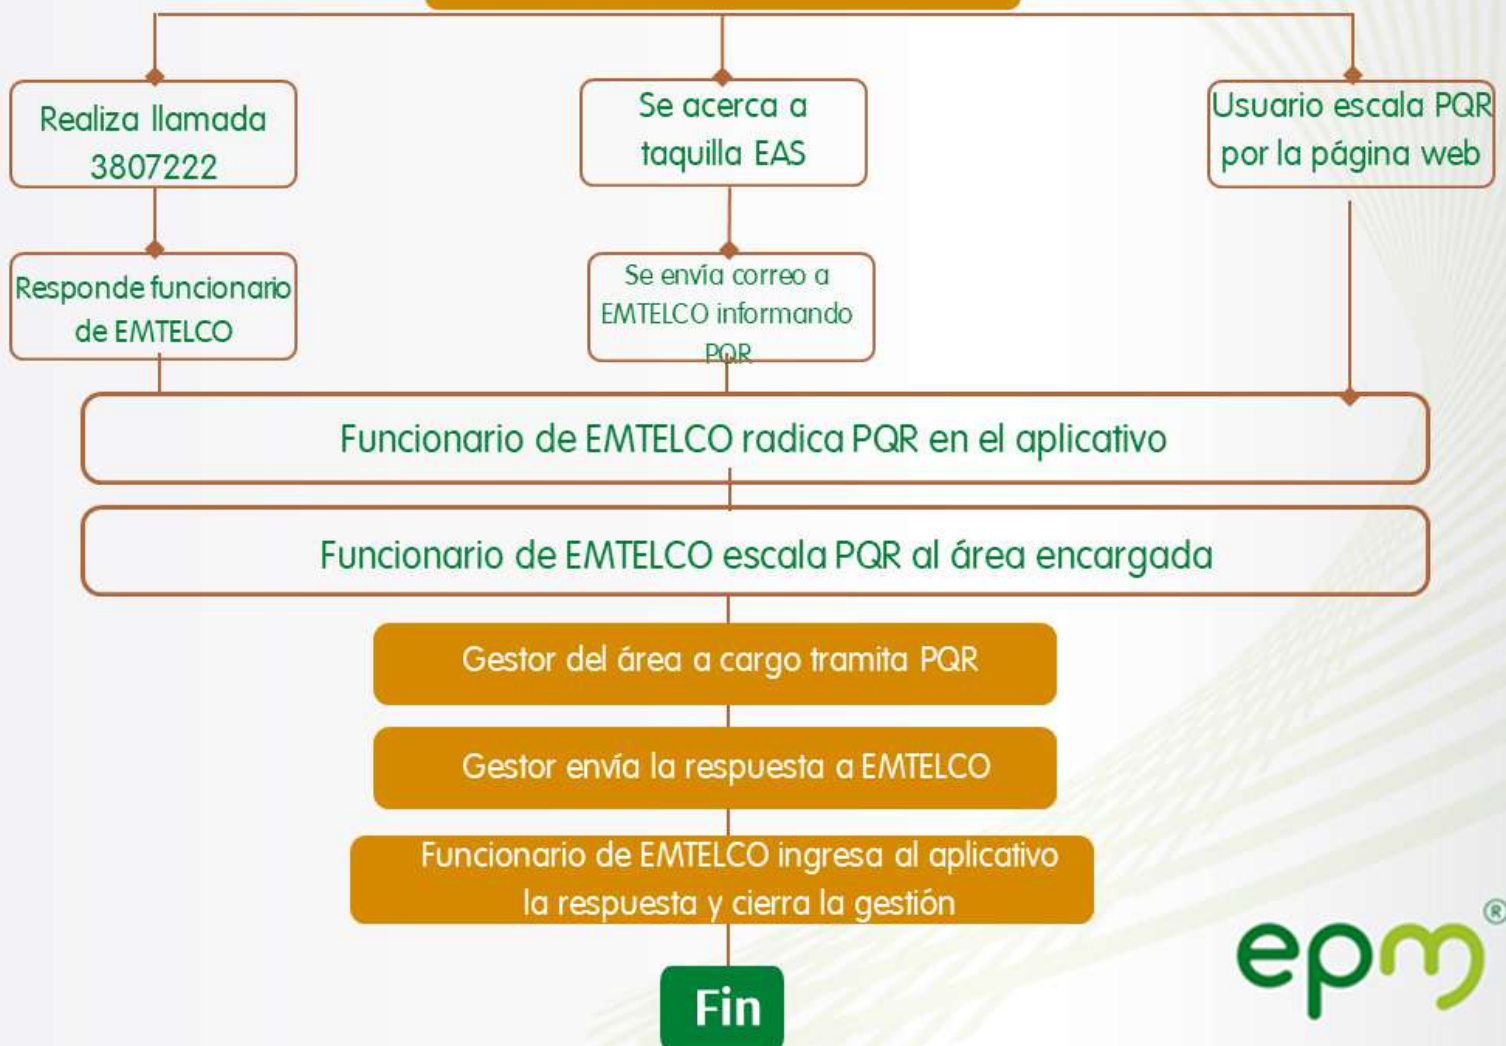 Realiza llamada
3807222
Se acerca a
taquilla EAS
Usuario escala PQR
por la página web
Responde funcionario
de EMTELCO
Se envía correo a
EMTELCO informando
PQR
Funcionario de EMTELCO radica PQR en el aplicativo
Funcionario de EMTELCO escala PQR al área encargada
Gestor del área a cargo tramita PQR
Gestor envía la respuesta a EMTELCO
Funcionario de EMTELCO ingresa al aplicativo
la respuesta y cierra la gestión
Fin
epm®